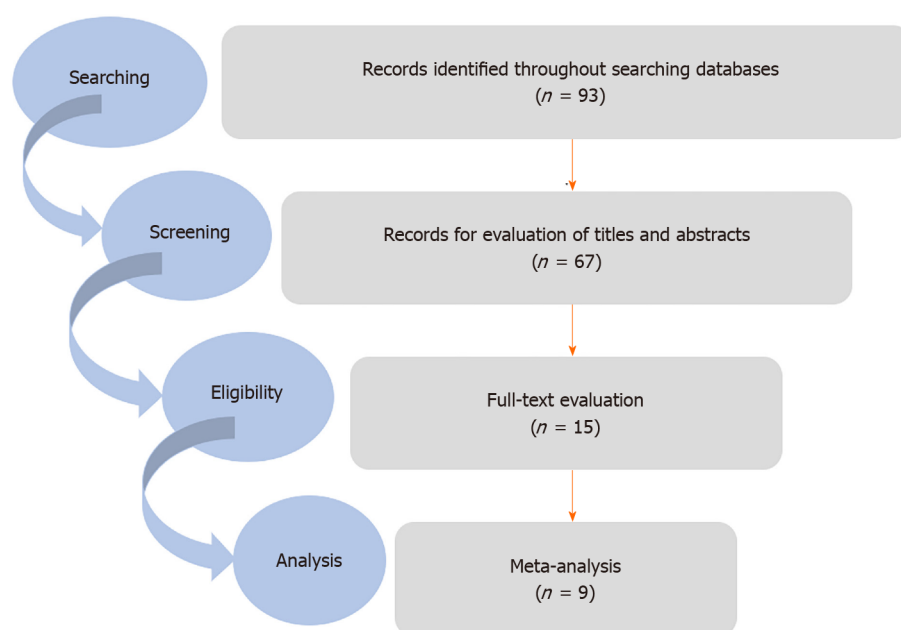 Searching
Records identified throughout searching databases
(n = 93)
Screening
Records for evaluation of titles and abstracts
(n = 67)
Eligibility
Full-text evaluation
(n = 15)
Analysis
Meta-analysis
(n = 9)